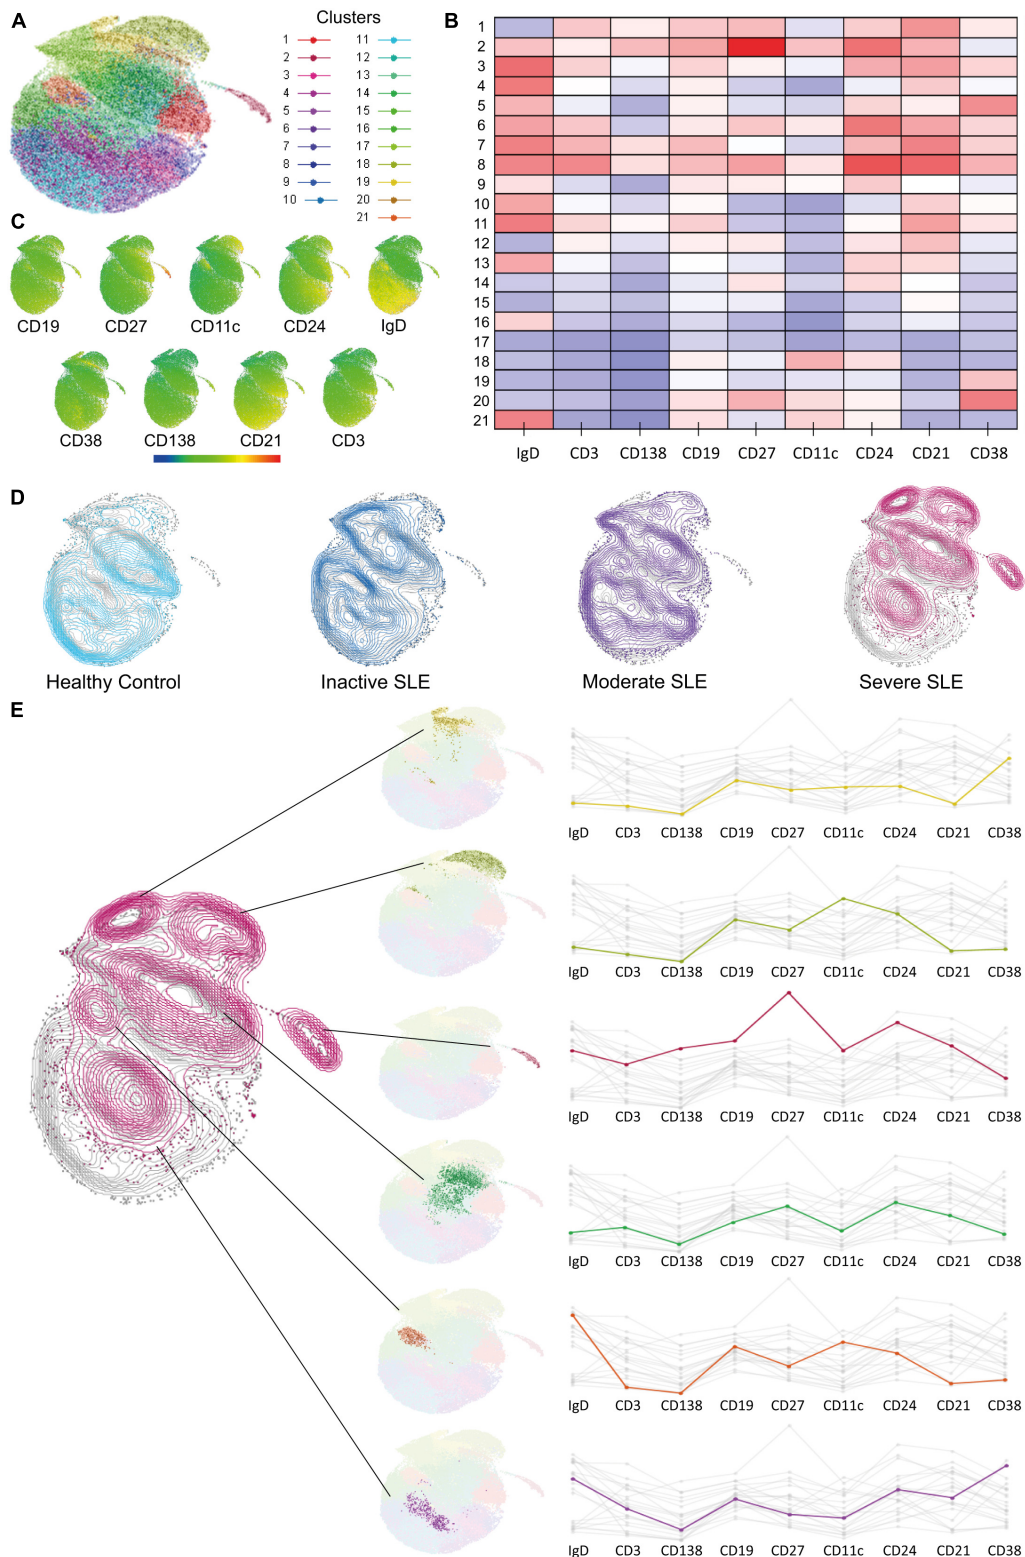 A
Clusters
1 11
2 12
3 13
4 14
5 15
6 16
7 17
8 18
9 19
10 20
21
B
1
2
3
4
5
6
7
8
9
10
11
12
13
14
15
16
17
18
19
20
21
IgD CD3 CD138 CD19 CD27 CD11c CD24 CD21 CD38
C
CD19 CD27 CD11c CD24 IgD
CD38 CD138 CD21 CD3
D
Healthy Control Inactive SLE Moderate SLE Severe SLE
E
IgD CD3 CD138 CD19 CD27 CD11c CD24 CD21 CD38
IgD CD3 CD138 CD19 CD27 CD11c CD24 CD21 CD38
IgD CD3 CD138 CD19 CD27 CD11c CD24 CD21 CD38
IgD CD3 CD138 CD19 CD27 CD11c CD24 CD21 CD38
IgD CD3 CD138 CD19 CD27 CD11c CD24 CD21 CD38
IgD CD3 CD138 CD19 CD27 CD11c CD24 CD21 CD38